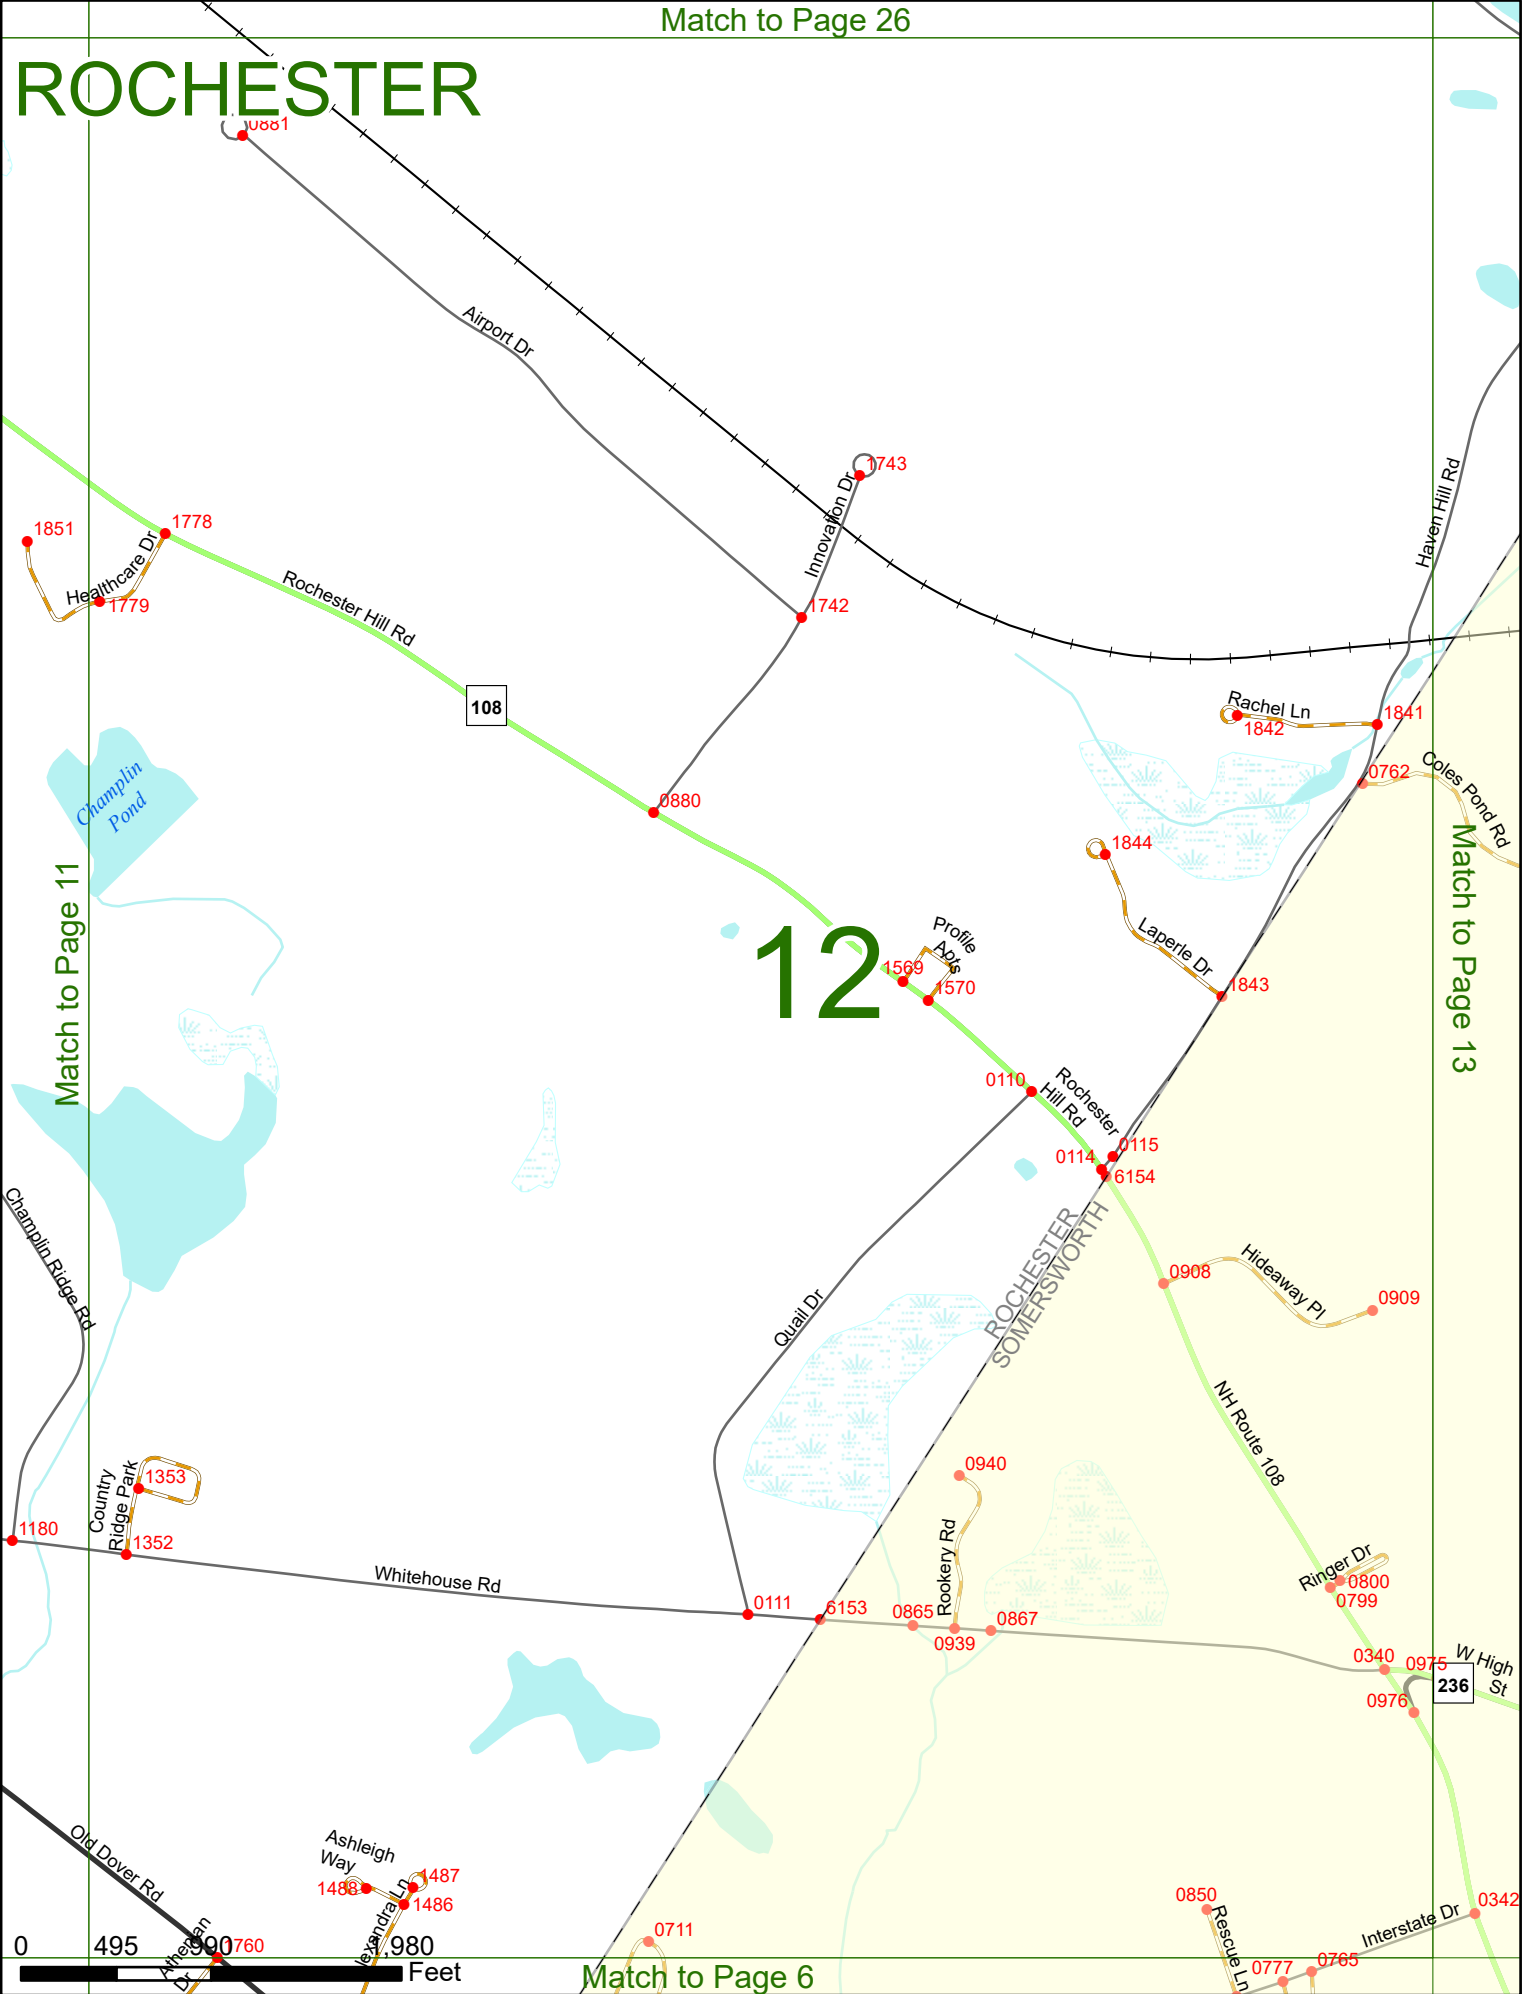 Match to Page 26
ROCHESTER
0881
Airport Dr
1743
Innovation Dr
Haven Hill Rd
1851
1778
Healthcare Dr
1779
Rochester Hill Rd
1742
108
Rachel Ln
1842
1841
0762
Coles Pond Rd
Champlin
Pond
0880
1844
Match to Page 11
Match to Page 13
12
Profile
Apts
1569
1570
Laperle Dr
1843
0110
Rochester
Hill Rd
0115
0114
6154
ROCHESTER
SOMERSWORTH
Champlin Ridge Rd
0908
Hideaway Pl
0909
Quail Dr
NH Route 108
Country
Ridge Park
1353
0940
1180
1352
Rookery Rd
Whitehouse Rd
Ringer Dr
0800
0799
0111
6153
0865
0939
0867
0340
0975
W High
St
236
0976
Old Dover Rd
Ashleigh
Way
1487
1488
1486
lexandra Ln
0850
Rescue Ln
Interstate Dr
0342
0711
Athenian
Dr
1760
0765
0777
0
495
990
1,980
Feet
Match to Page 6